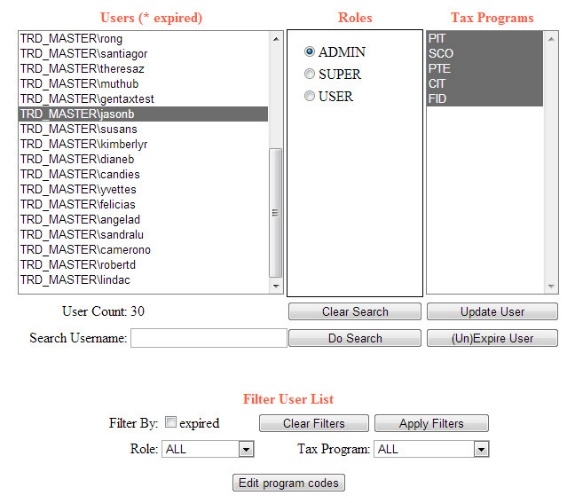 Users (* expired)
Roles
Tax Programs
TRD_MASTER\rong
TRD_MASTER\santiagor
TRD_MASTER\theresaz
TRD_MASTER\muthub
TRD_MASTER\gentaxtest
TRD_MASTER\jasonb
TRD_MASTER\susans
TRD_MASTER\kimberlyr
TRD_MASTER\dianeb
TRD_MASTER\candies
TRD_MASTER\yvettes
TRD_MASTER\felicias
TRD_MASTER\angelad
TRD_MASTER\sandralu
TRD_MASTER\camerono
TRD_MASTER\robertd
TRD_MASTER\lindac
ADMIN
SUPER
USER
PIT
SCO
PTE
CIT
FID
User Count: 30
Clear Search
Update User
Search Username:
Do Search
(Un)Expire User
Filter User List
Filter By: expired
Clear Filters
Apply Filters
Role: ALL
Tax Program: ALL
Edit program codes